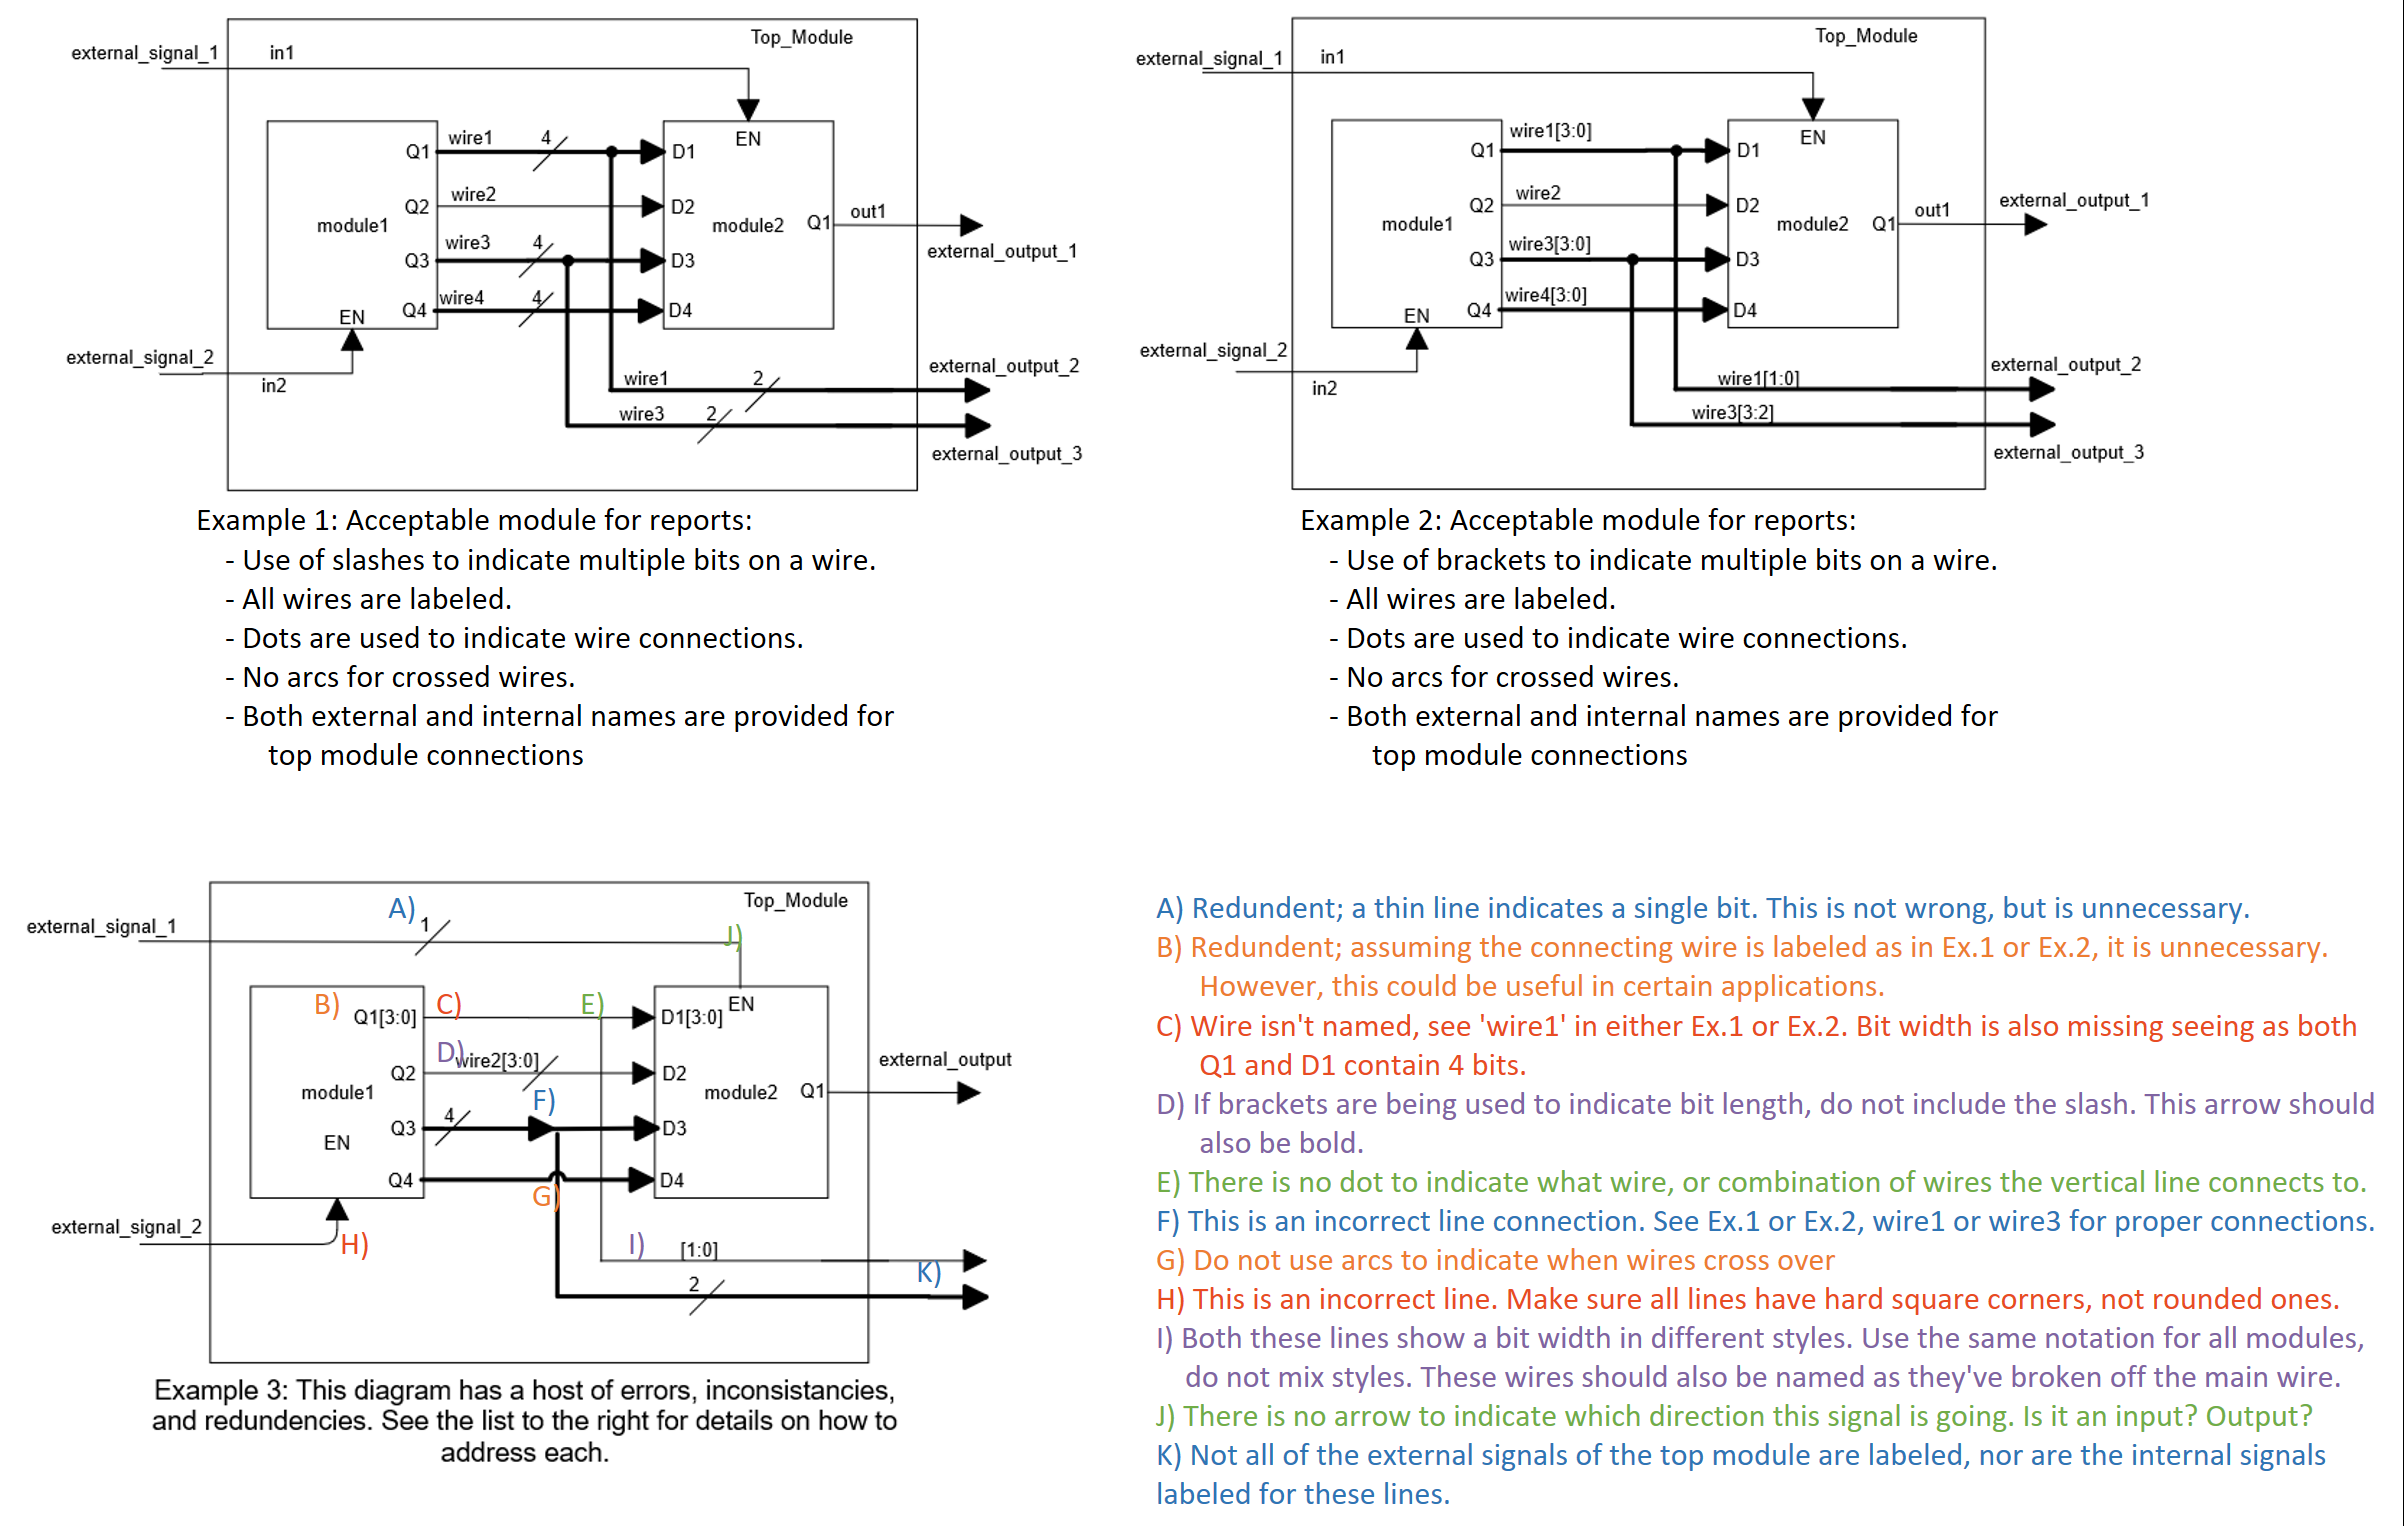 Top_Module
external_signal_1
in1
EN
Q1
wire1
4
D1
Q2
wire2
D2
module1
module2
Q1
out1
external_output_1
Q3
wire3
4
D3
EN
Q4
wire4
4
D4
external_signal_2
in2
external_output_2
wire1
2
wire3
2
external_output_3
Example 1: Acceptable module for reports:
- Use of slashes to indicate multiple bits on a wire.
- All wires are labeled.
- Dots are used to indicate wire connections.
- No arcs for crossed wires.
- Both external and internal names are provided for
top module connections
Top_Module
external_signal_1
in1
EN
Q1
wire1[3:0]
D1
Q2
wire2
D2
module1
module2
Q1
out1
external_output_1
Q3
wire3[3:0]
D3
EN
Q4
wire4[3:0]
D4
external_signal_2
in2
external_output_2
wire1[1:0]
wire3[3:2]
external_output_3
Example 2: Acceptable module for reports:
- Use of brackets to indicate multiple bits on a wire.
- All wires are labeled.
- Dots are used to indicate wire connections.
- No arcs for crossed wires.
- Both external and internal names are provided for
top module connections
Top_Module
external_signal_1
A)
1
J)
EN
B)
Q1[3:0]
C)
E)
D1[3:0]
D)
wire2[3:0]
Q2
D2
module1
module2
Q1
external_output
F)
4
Q3
D3
EN
Q4
D4
G)
external_signal_2
H)
I)
[1:0]
K)
2
Example 3: This diagram has a host of errors, inconsistancies,
and redundencies. See the list to the right for details on how to
address each.
A) Redundent; a thin line indicates a single bit. This is not wrong, but is unnecessary.
B) Redundent; assuming the connecting wire is labeled as in Ex.1 or Ex.2, it is unnecessary.
However, this could be useful in certain applications.
C) Wire isn't named, see 'wire1' in either Ex.1 or Ex.2. Bit width is also missing seeing as both
Q1 and D1 contain 4 bits.
D) If brackets are being used to indicate bit length, do not include the slash. This arrow should
also be bold.
E) There is no dot to indicate what wire, or combination of wires the vertical line connects to.
F) This is an incorrect line connection. See Ex.1 or Ex.2, wire1 or wire3 for proper connections.
G) Do not use arcs to indicate when wires cross over
H) This is an incorrect line. Make sure all lines have hard square corners, not rounded ones.
I) Both these lines show a bit width in different styles. Use the same notation for all modules,
do not mix styles. These wires should also be named as they've broken off the main wire.
J) There is no arrow to indicate which direction this signal is going. Is it an input? Output?
K) Not all of the external signals of the top module are labeled, nor are the internal signals
labeled for these lines.